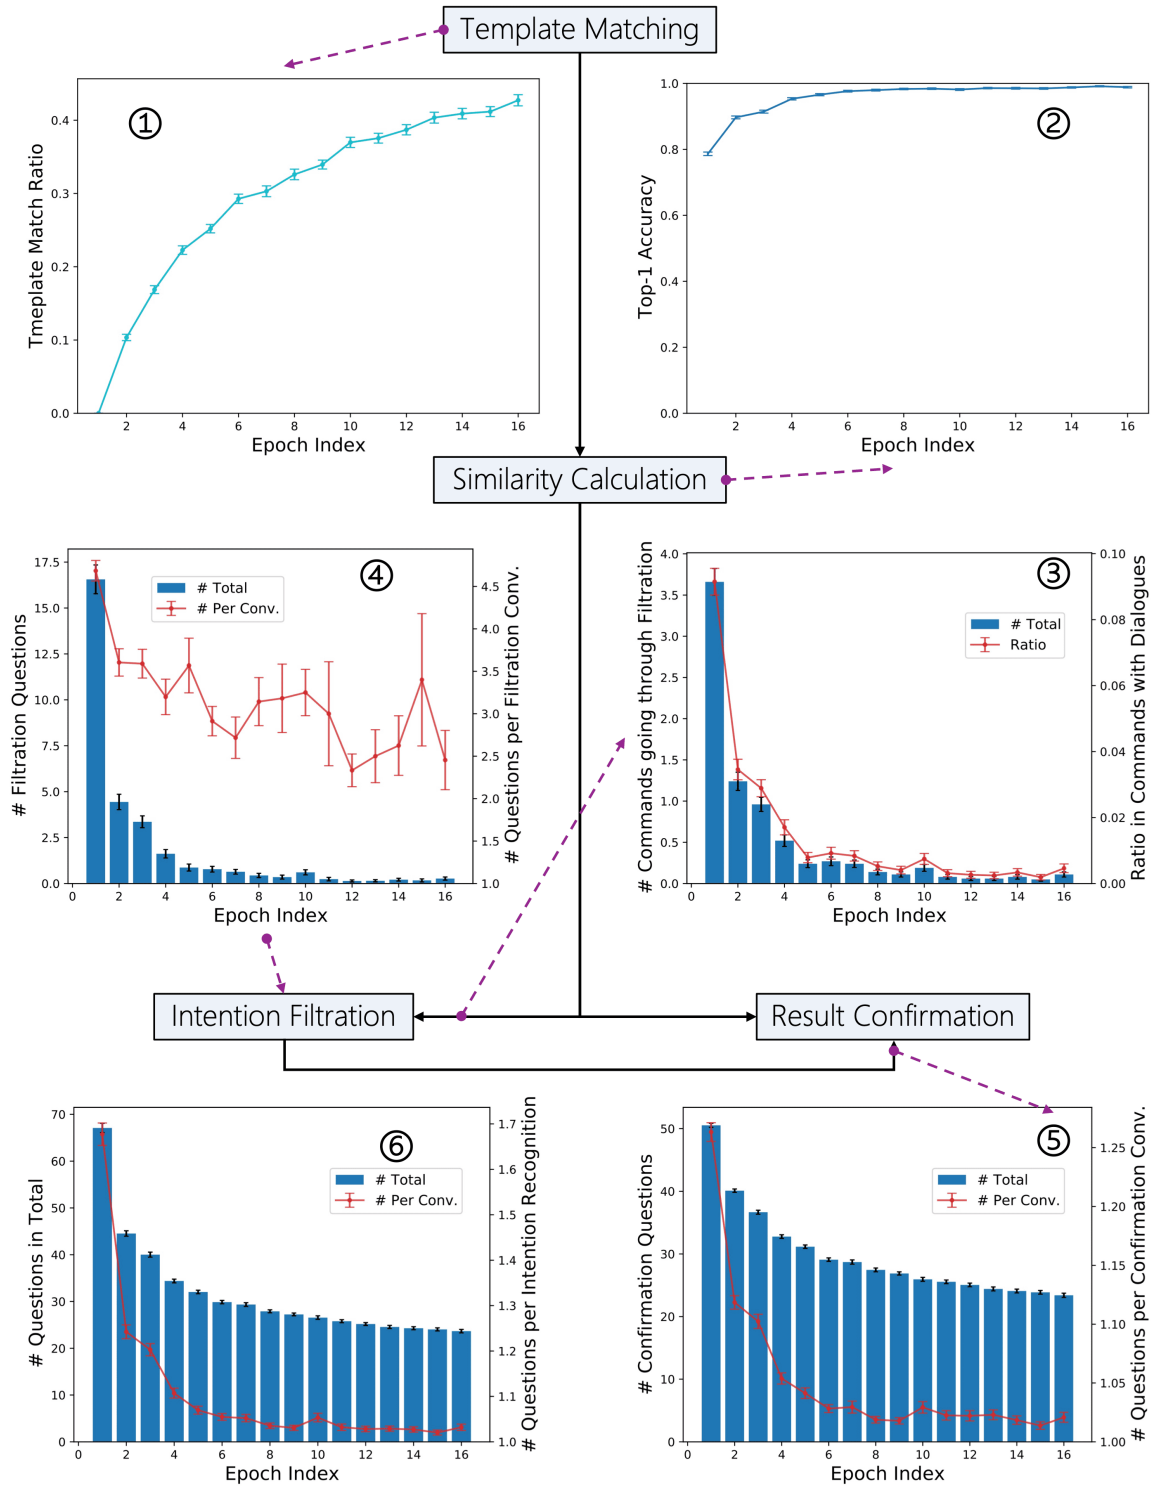 Template Matching
①
Tmeplate Match Ratio
0.4
0.3
0.2
0.1
0.0
2 4 6 8 10 12 14 16
Epoch Index
②
Top-1 Accuracy
1.0
0.8
0.6
0.4
0.2
0.0
2 4 6 8 10 12 14 16
Epoch Index
Similarity Calculation
④
# Filtration Questions
17.5
15.0
12.5
10.0
7.5
5.0
2.5
0.0
# Total
# Per Conv.
4.5
4.0
3.5
3.0
2.5
2.0
1.5
1.0
# Questions per Filtration Conv.
0 2 4 6 8 10 12 14 16
Epoch Index
③
# Commands going through Filtration
4.0
3.5
3.0
2.5
2.0
1.5
1.0
0.5
0.0
# Total
Ratio
0.10
0.08
0.06
0.04
0.02
0.00
Ratio in Commands with Dialogues
0 2 4 6 8 10 12 14 16
Epoch Index
Intention Filtration
Result Confirmation
⑥
# Questions in Total
70
60
50
40
30
20
10
0
# Total
# Per Conv.
1.7
1.6
1.5
1.4
1.3
1.2
1.1
1.0
# Questions per Intention Recognition
0 2 4 6 8 10 12 14 16
Epoch Index
⑤
# Confirmation Questions
50
40
30
20
10
0
# Total
# Per Conv.
1.25
1.20
1.15
1.10
1.05
1.00
# Questions per Confirmation Conv.
0 2 4 6 8 10 12 14 16
Epoch Index